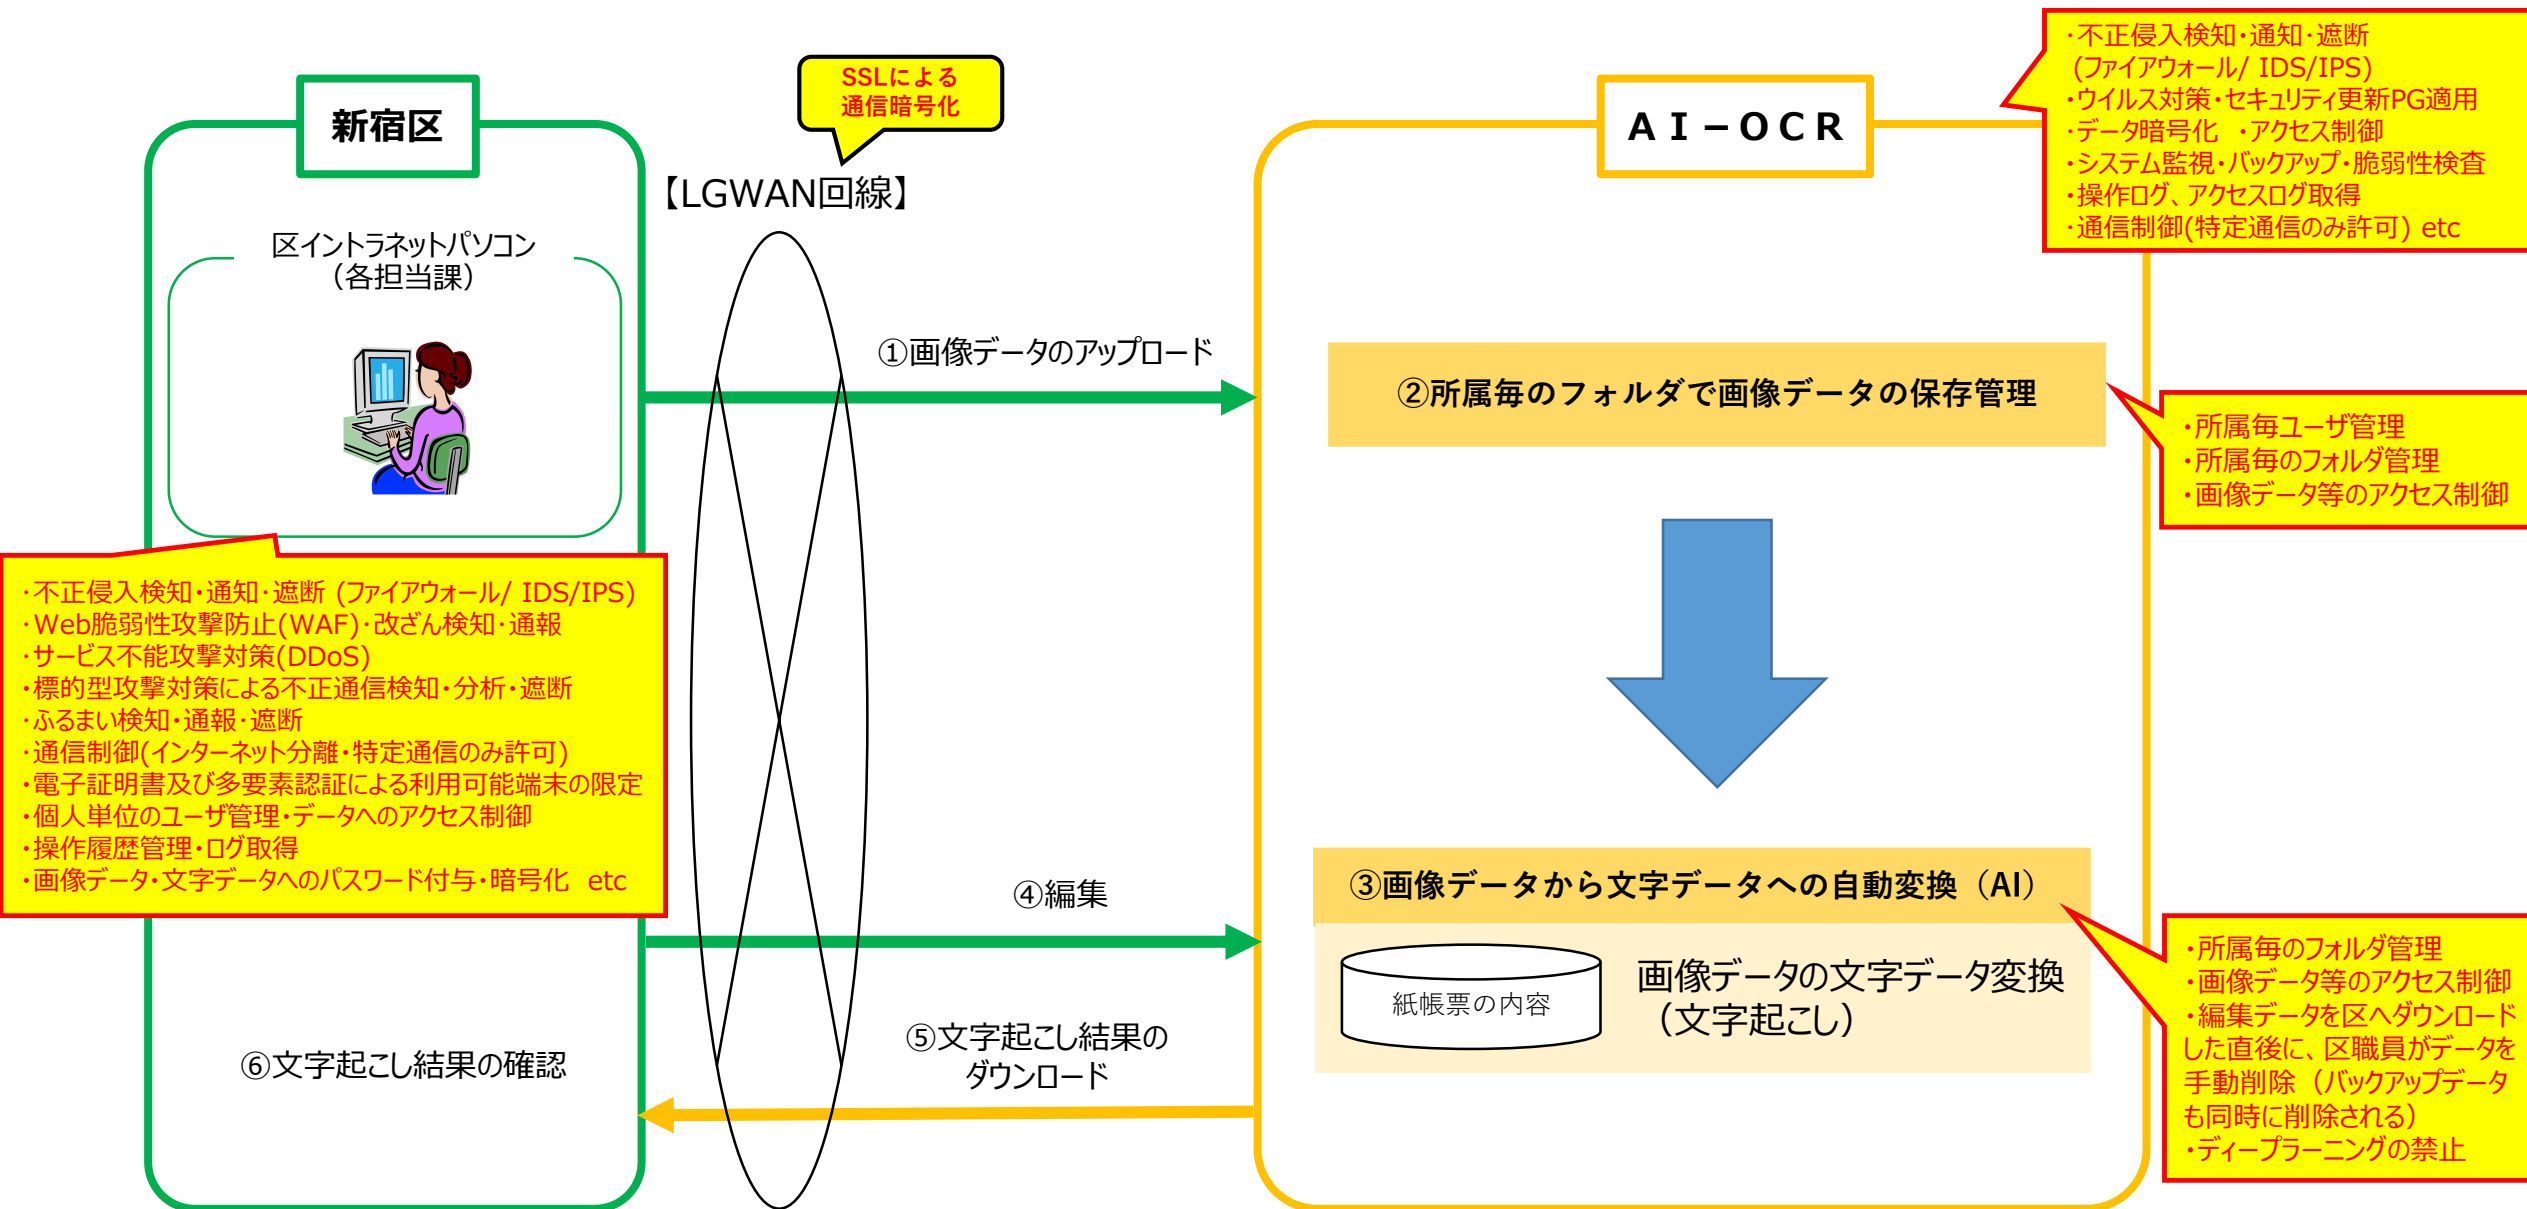 新宿区
区イントラネットパソコン
（各担当課）
・不正侵入検知・通知・遮断 (ファイアウォール/ IDS/IPS)
・Web脆弱性攻撃防止(WAF)・改ざん検知・通報
・サービス不能攻撃対策(DDoS)
・標的型攻撃対策による不正通信検知・分析・遮断
・ふるまい検知・通報・遮断
・通信制御(インターネット分離・特定通信のみ許可)
・電子証明書及び多要素認証による利用可能端末の限定
・個人単位のユーザ管理・データへのアクセス制御
・操作履歴管理・ログ取得
・画像データ・文字データへのパスワード付与・暗号化 etc
⑥文字起こし結果の確認
SSLによる
通信暗号化
【LGWAN回線】
①画像データのアップロード
④編集
⑤文字起こし結果の
ダウンロード
ＡＩ－ＯＣＲ
・不正侵入検知・通知・遮断
(ファイアウォール/ IDS/IPS)
・ウイルス対策・セキュリティ更新PG適用
・データ暗号化 ・アクセス制御
・システム監視・バックアップ・脆弱性検査
・操作ログ、アクセスログ取得
・通信制御(特定通信のみ許可) etc
②所属毎のフォルダで画像データの保存管理
・所属毎ユーザ管理
・所属毎のフォルダ管理
・画像データ等のアクセス制御
③画像データから文字データへの自動変換（AI）
紙帳票の内容
画像データの文字データ変換
（文字起こし）
・所属毎のフォルダ管理
・画像データ等のアクセス制御
・編集データを区へダウンロード
した直後に、区職員がデータを
手動削除（バックアップデータ
も同時に削除される）
・ディープラーニングの禁止